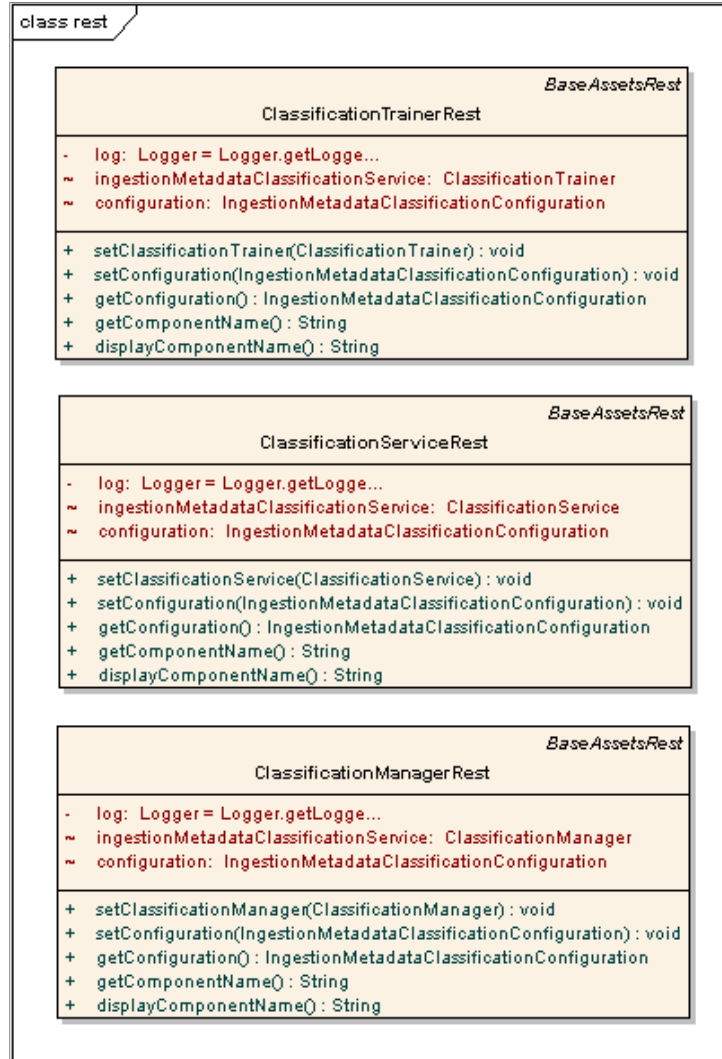 class rest
BaseAssetsRest
ClassificationTrainerRest
- log: Logger = Logger.getLogge...
~ ingestionMetadataClassificationService: ClassificationTrainer
~ configuration: IngestionMetadataClassificationConfiguration
+ setClassificationTrainer(ClassificationTrainer) : void
+ setConfiguration(IngestionMetadataClassificationConfiguration) : void
+ getConfiguration() : IngestionMetadataClassificationConfiguration
+ getComponentName() : String
+ displayComponentName() : String
BaseAssetsRest
ClassificationServiceRest
- log: Logger = Logger.getLogge...
~ ingestionMetadataClassificationService: ClassificationService
~ configuration: IngestionMetadataClassificationConfiguration
+ setClassificationService(ClassificationService) : void
+ setConfiguration(IngestionMetadataClassificationConfiguration) : void
+ getConfiguration() : IngestionMetadataClassificationConfiguration
+ getComponentName() : String
+ displayComponentName() : String
BaseAssetsRest
ClassificationManagerRest
- log: Logger = Logger.getLogge...
~ ingestionMetadataClassificationService: ClassificationManager
~ configuration: IngestionMetadataClassificationConfiguration
+ setClassificationManager(ClassificationManager) : void
+ setConfiguration(IngestionMetadataClassificationConfiguration) : void
+ getConfiguration() : IngestionMetadataClassificationConfiguration
+ getComponentName() : String
+ displayComponentName() : String